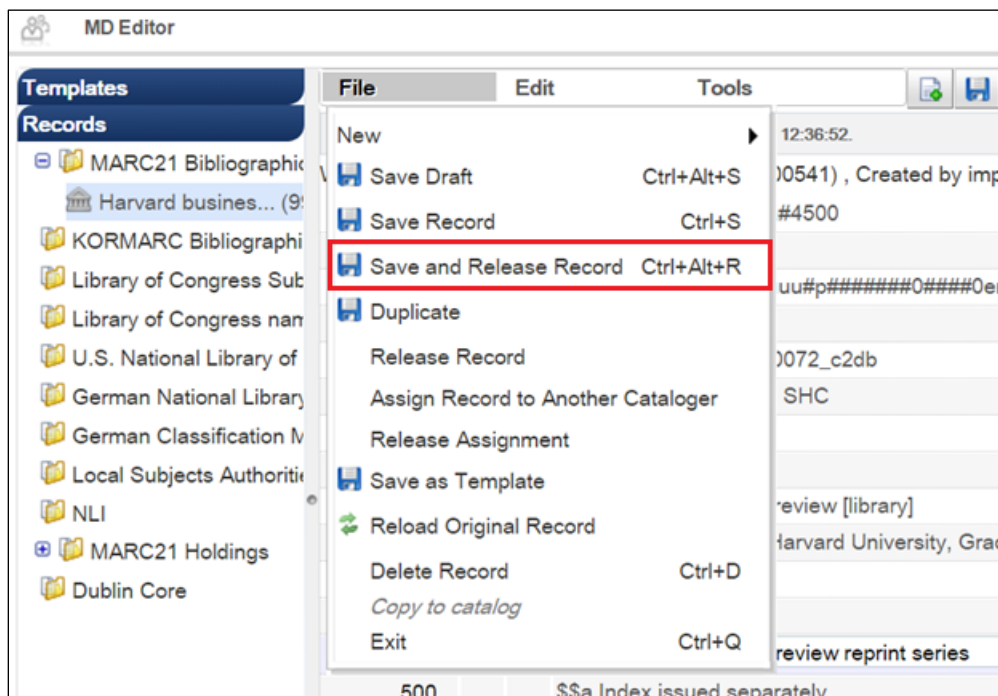 MD Editor
Templates
Records
MARC21 Bibliographic
Harvard busines... (99
KORMARC Bibliographi
Library of Congress Sub
Library of Congress nam
U.S. National Library of
German National Library
German Classification M
Local Subjects Authoritie
NLI
MARC21 Holdings
Dublin Core
File Edit Tools
New
Save Draft Ctrl+Alt+S
Save Record Ctrl+S
Save and Release Record Ctrl+Alt+R
Duplicate
Release Record
Assign Record to Another Cataloger
Release Assignment
Save as Template
Reload Original Record
Delete Record Ctrl+D
Copy to catalog
Exit Ctrl+Q
12:36:52.
00541) , Created by imp
#4500
uu#p#######0####0en
0072_c2db
SHC
review [library]
Harvard University, Grad
review reprint series
500 $$a Index issued separately